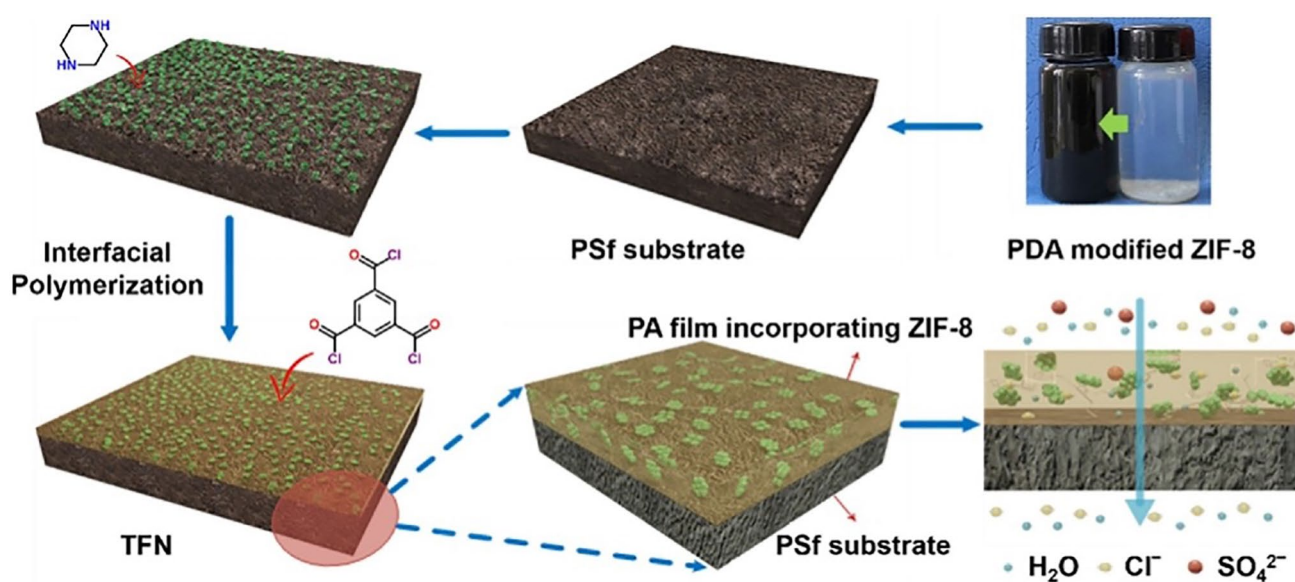 NH
HN
PSf substrate
PDA modified ZIF-8
Interfacial
Polymerization
O
Cl
O
O
Cl
Cl
PA film incorporating ZIF-8
TFN
PSf substrate
H₂O Cl⁻ SO₄²⁻